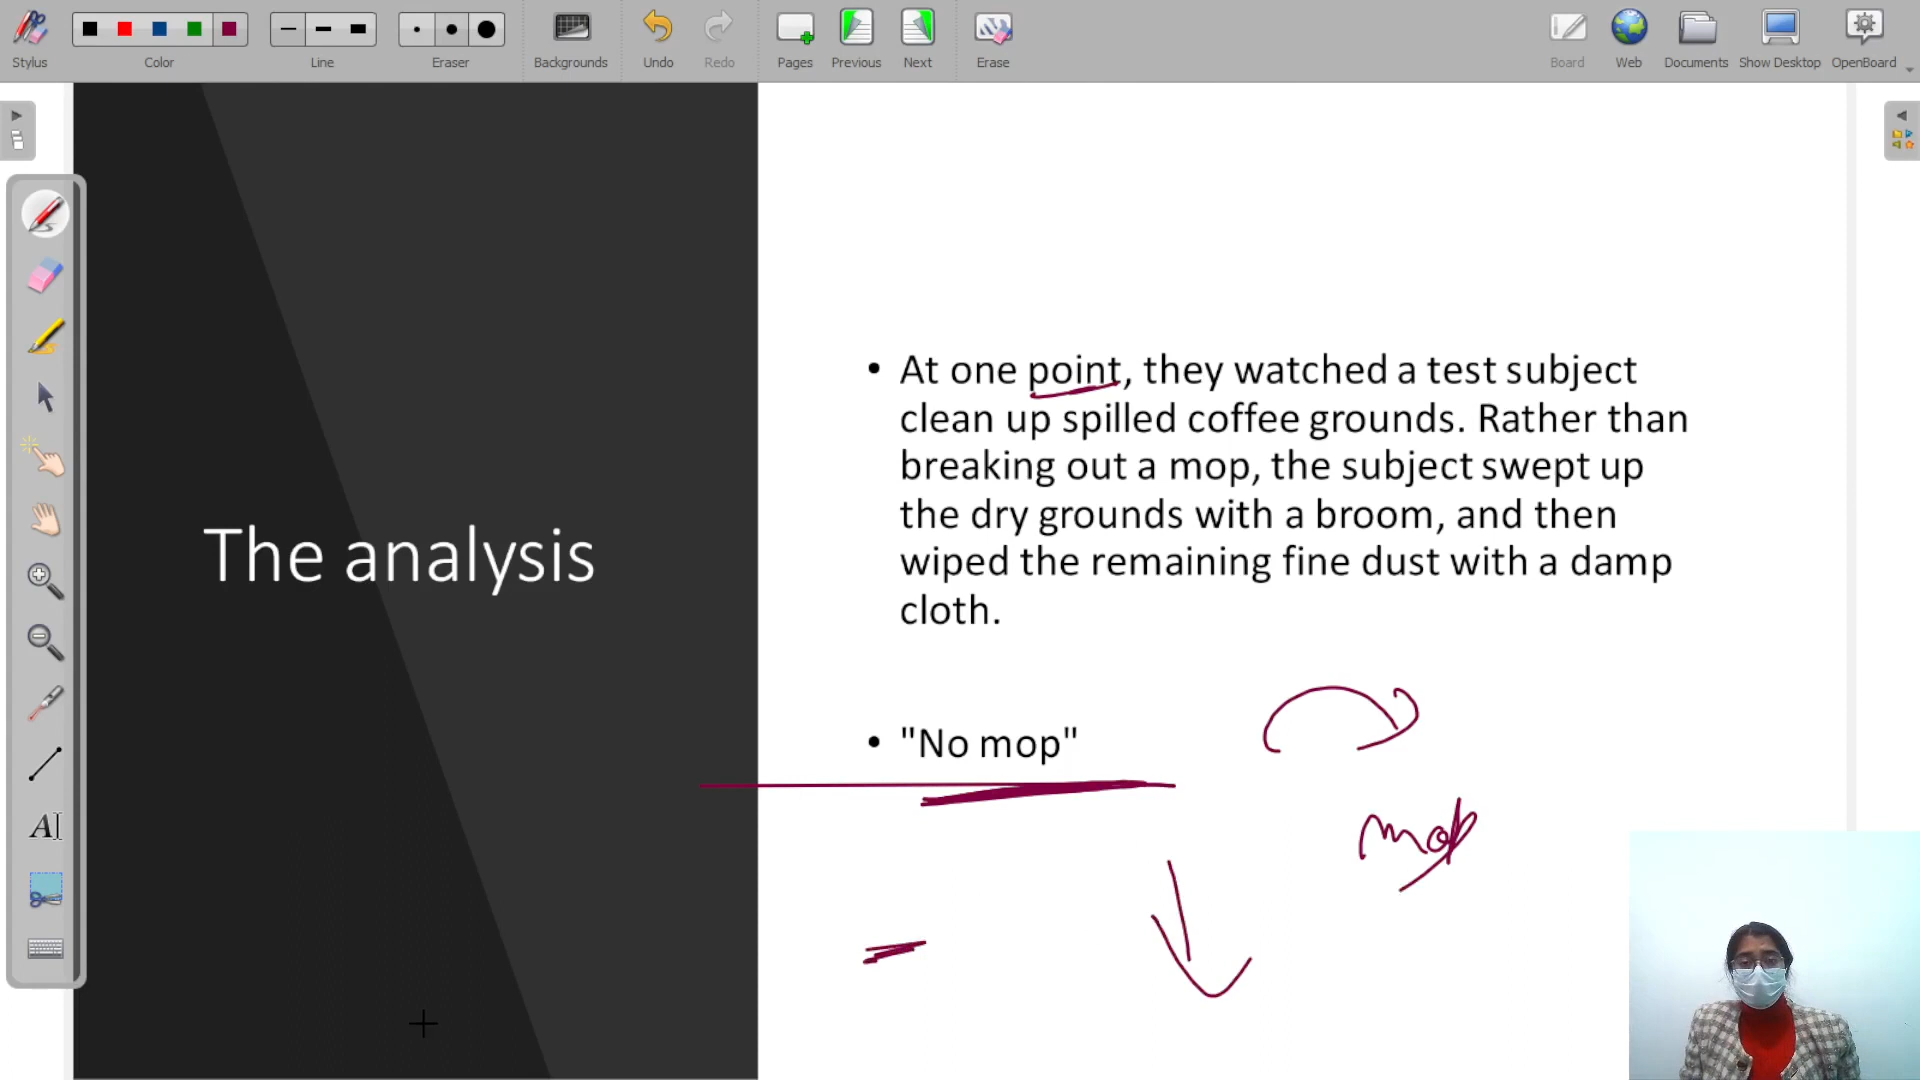 Stylus
Color
Line
Eraser
Backgrounds
Undo
Redo
Pages
Previous
Next
Erase
Board
Web
Documents
Show Desktop
OpenBoard
The analysis
• At one point, they watched a test subject
clean up spilled coffee grounds. Rather than
breaking out a mop, the subject swept up
the dry grounds with a broom, and then
wiped the remaining fine dust with a damp
cloth.
• "No mop"
mop